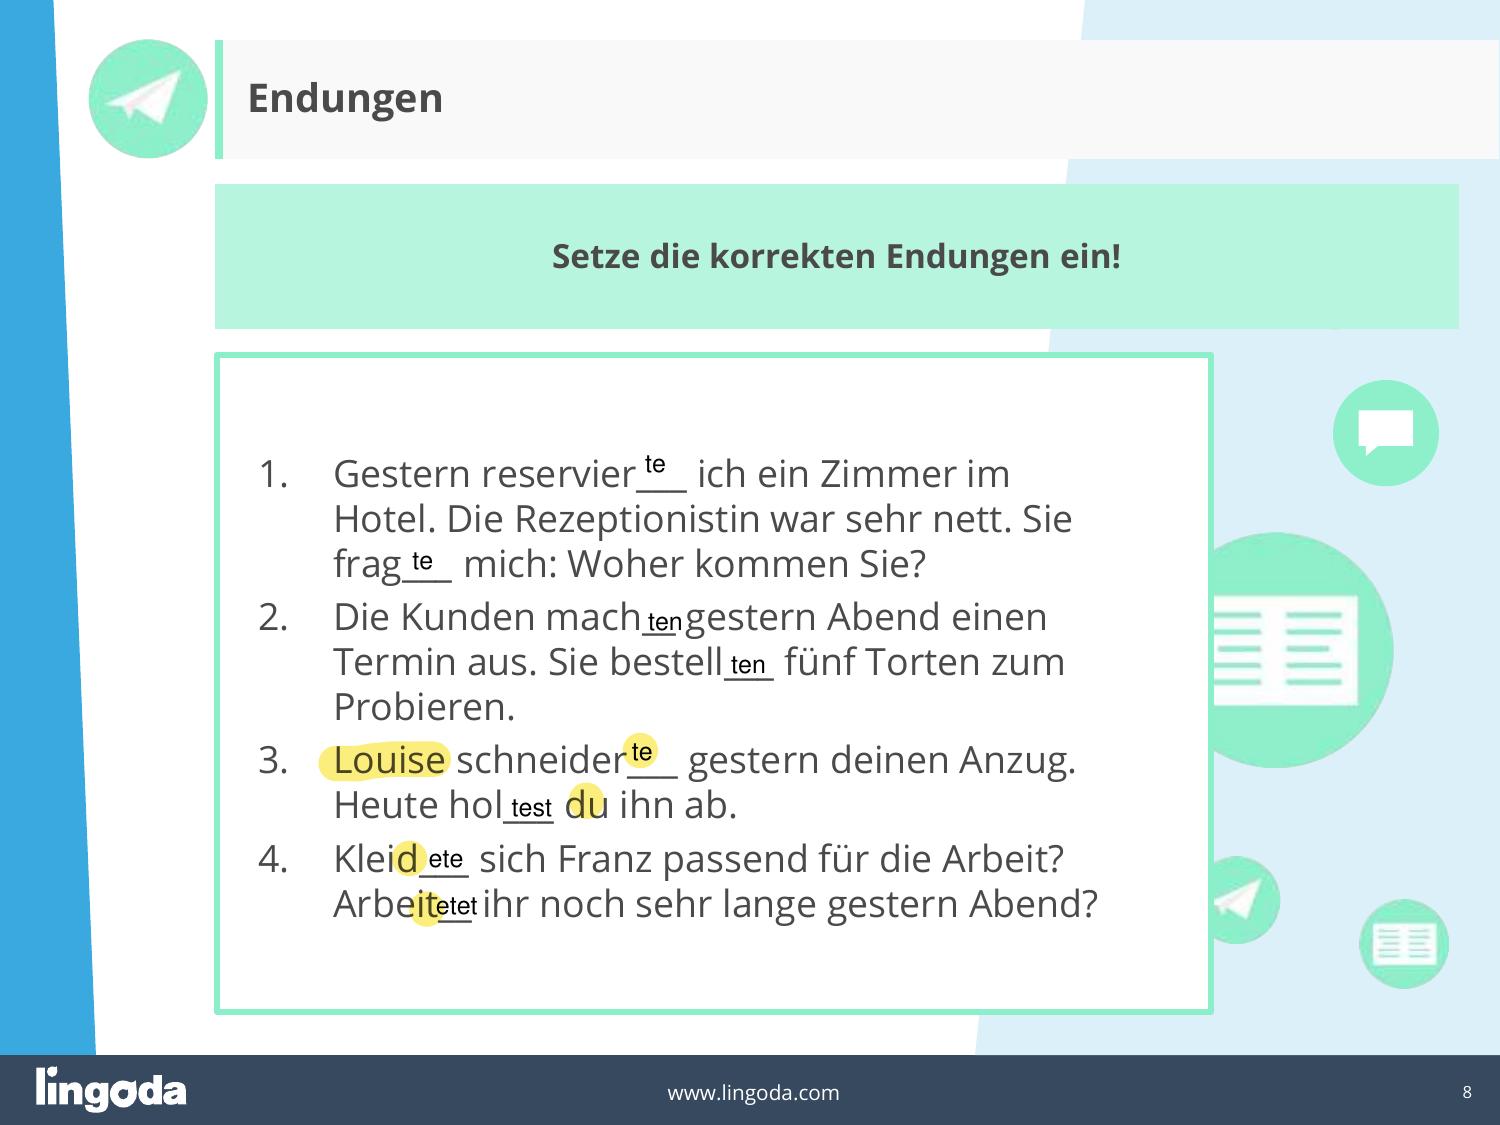 Endungen
Setze die korrekten Endungen ein!
1. Gestern reservier te ich ein Zimmer im
Hotel. Die Rezeptionistin war sehr nett. Sie
frag te mich: Woher kommen Sie?
2. Die Kunden mach ten gestern Abend einen
Termin aus. Sie bestell ten fünf Torten zum
Probieren.
3. Louise schneider te gestern deinen Anzug.
Heute hol test du ihn ab.
4. Kleid ete sich Franz passend für die Arbeit?
Arbeit etet ihr noch sehr lange gestern Abend?
lingoda
www.lingoda.com
8